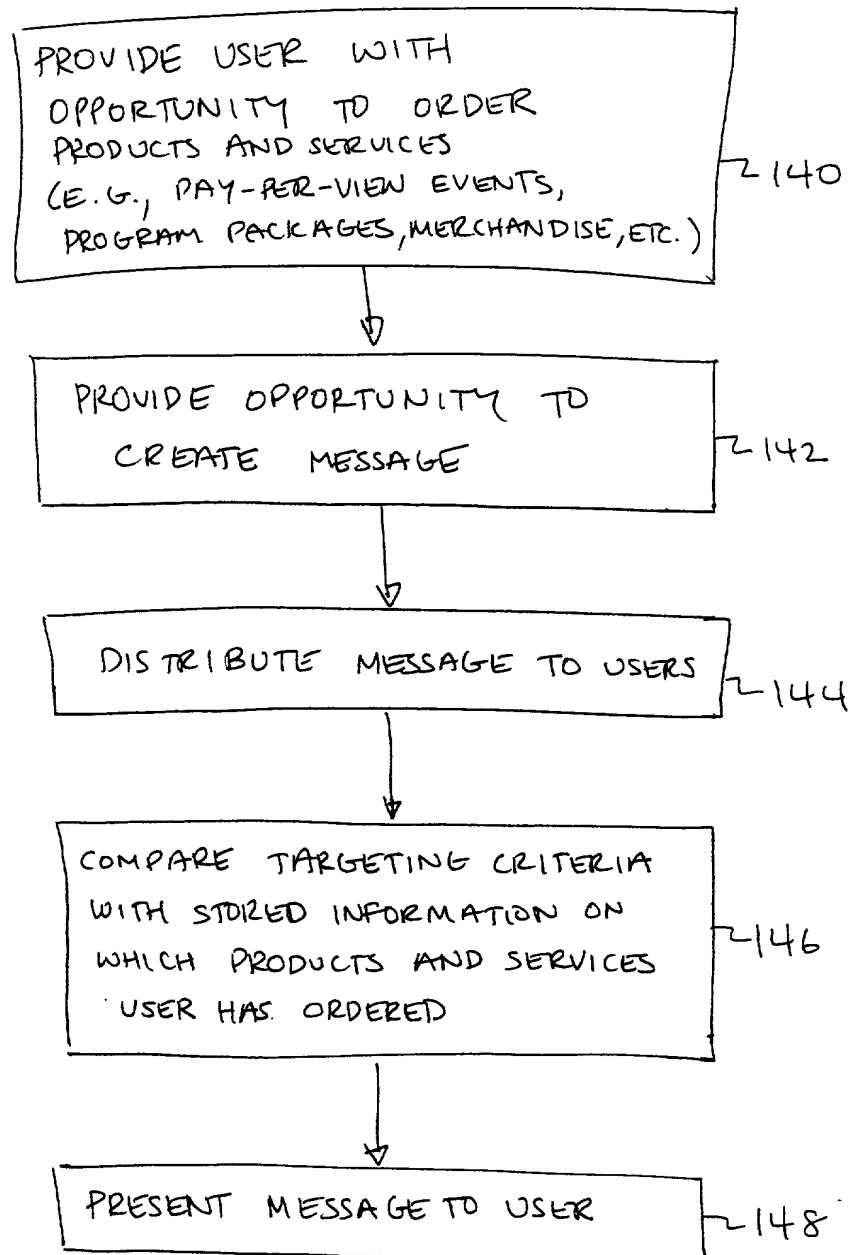 PROVIDE USER WITH
OPPORTUNITY TO ORDER
PRODUCTS AND SERVICES
(E.G., PAY-PER-VIEW EVENTS,
PROGRAM PACKAGES, MERCHANDISE, ETC.)
140
PROVIDE OPPORTUNITY TO
CREATE MESSAGE
142
DISTRIBUTE MESSAGE TO USERS
144
COMPARE TARGETING CRITERIA
WITH STORED INFORMATION ON
WHICH PRODUCTS AND SERVICES
USER HAS ORDERED
146
PRESENT MESSAGE TO USER
148